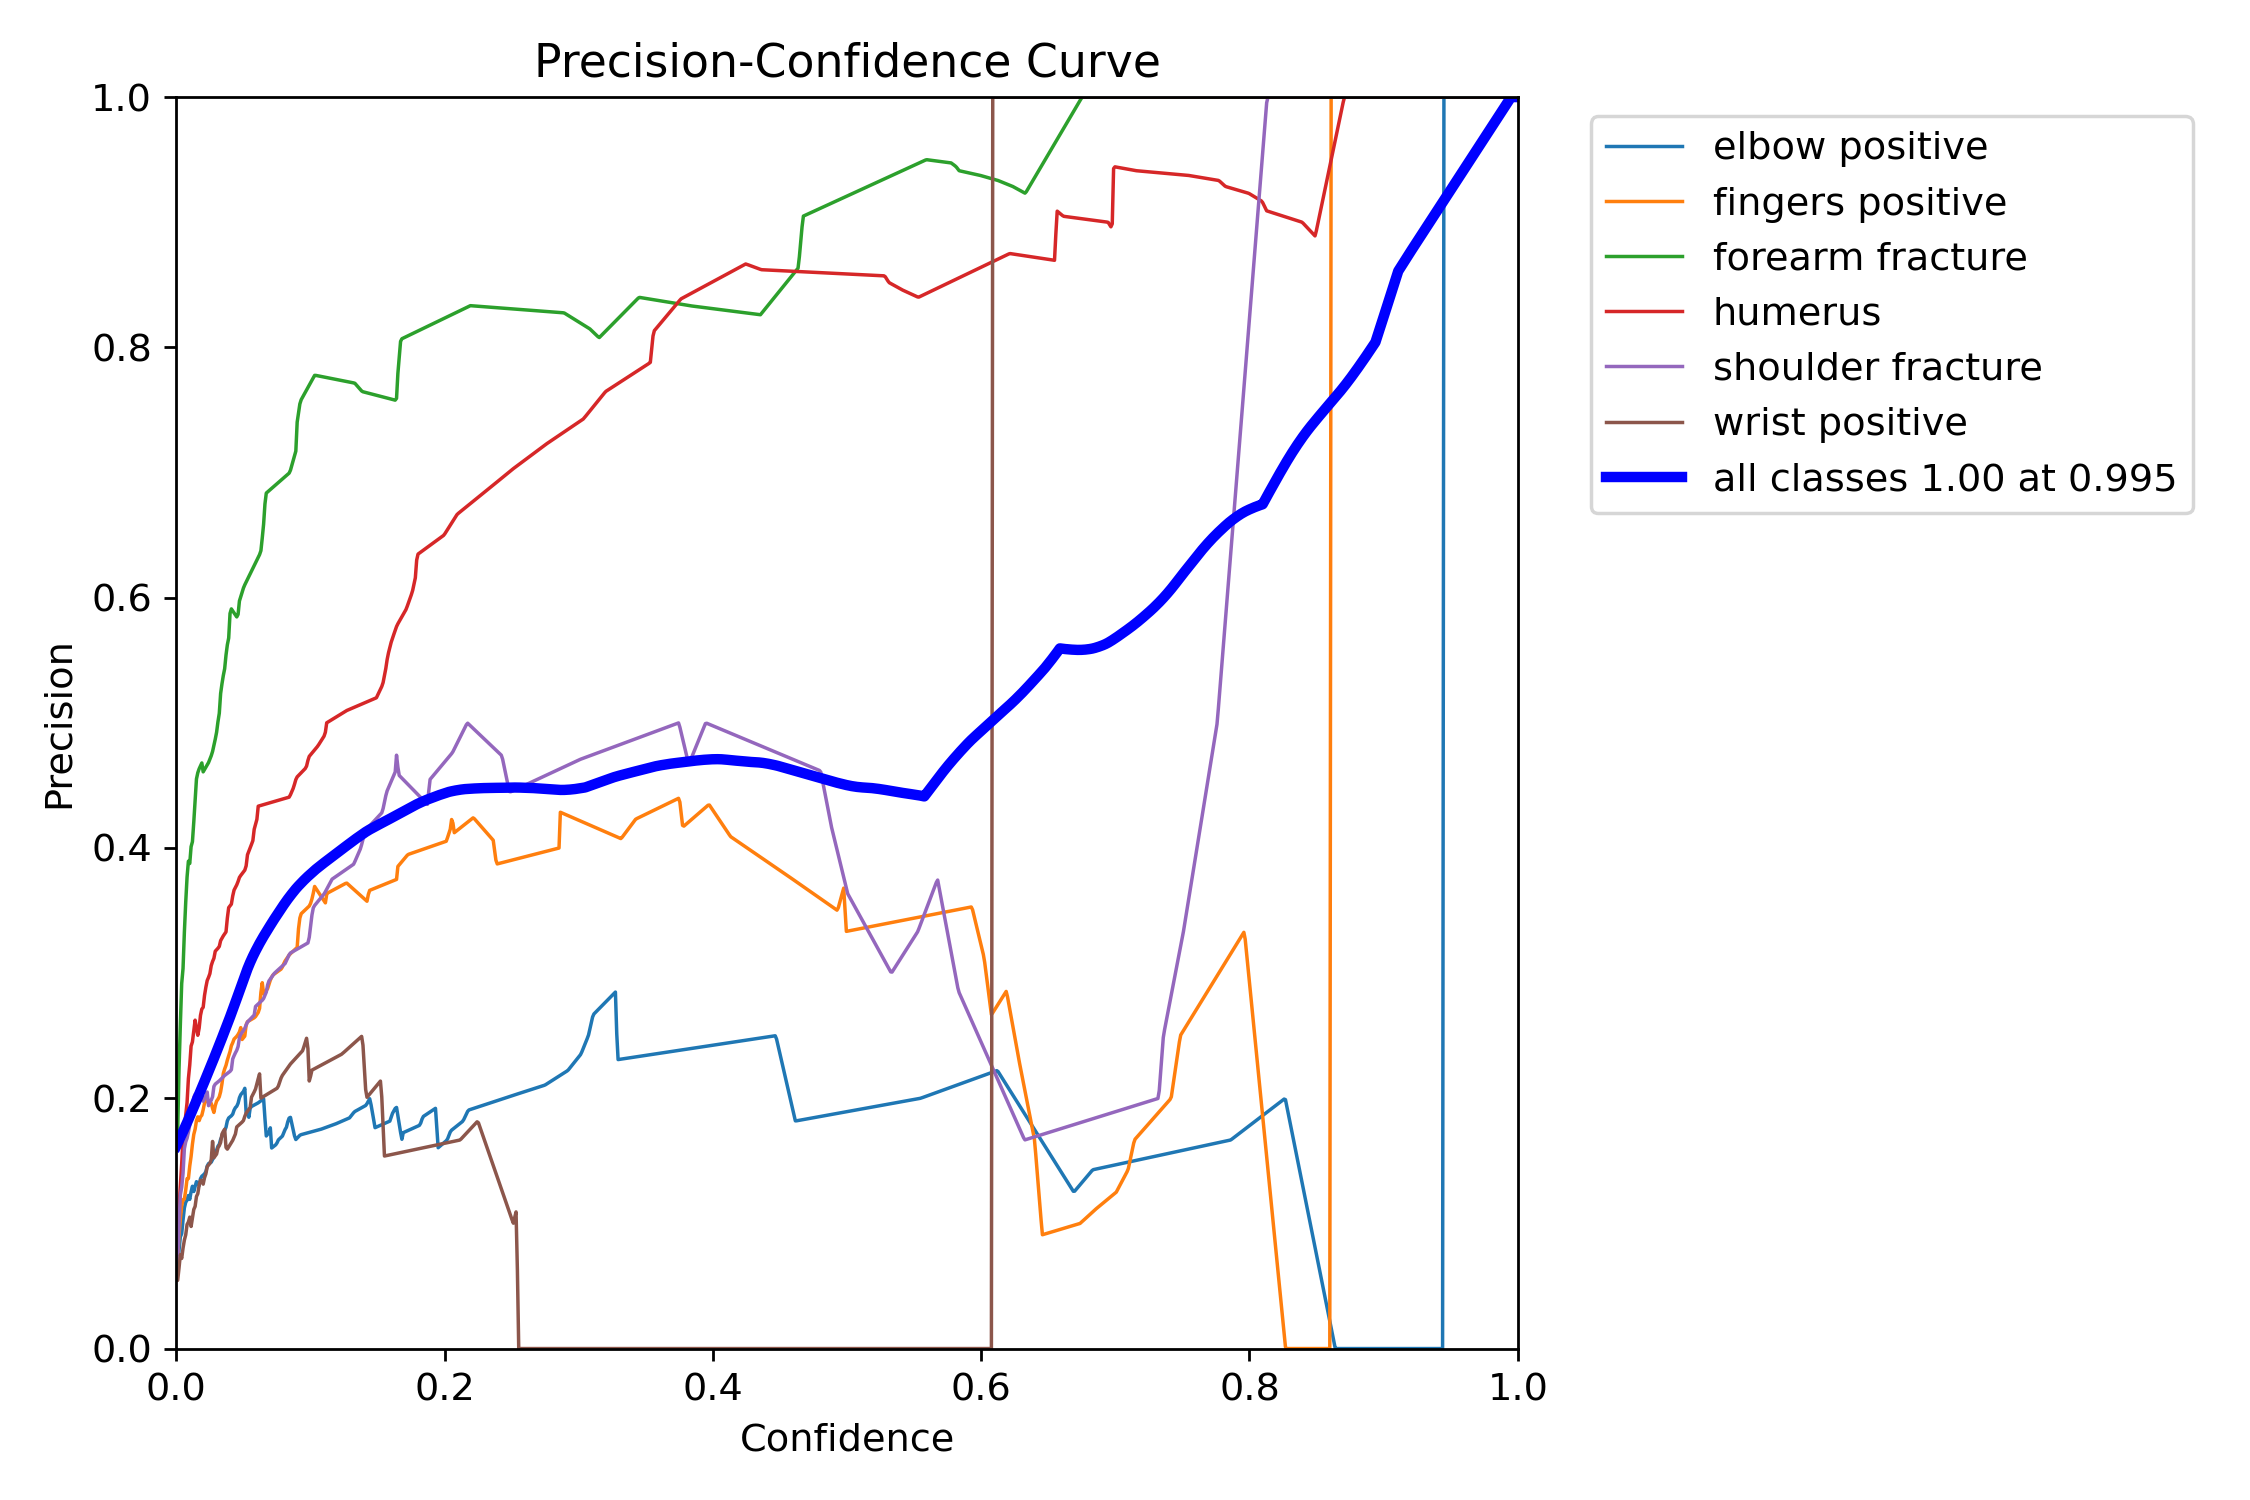 Precision-Confidence Curve
1.0
0.8
0.6
0.4
0.2
0.0
Precision
0.0 0.2 0.4 0.6 0.8 1.0
Confidence
elbow positive
fingers positive
forearm fracture
humerus
shoulder fracture
wrist positive
all classes 1.00 at 0.995